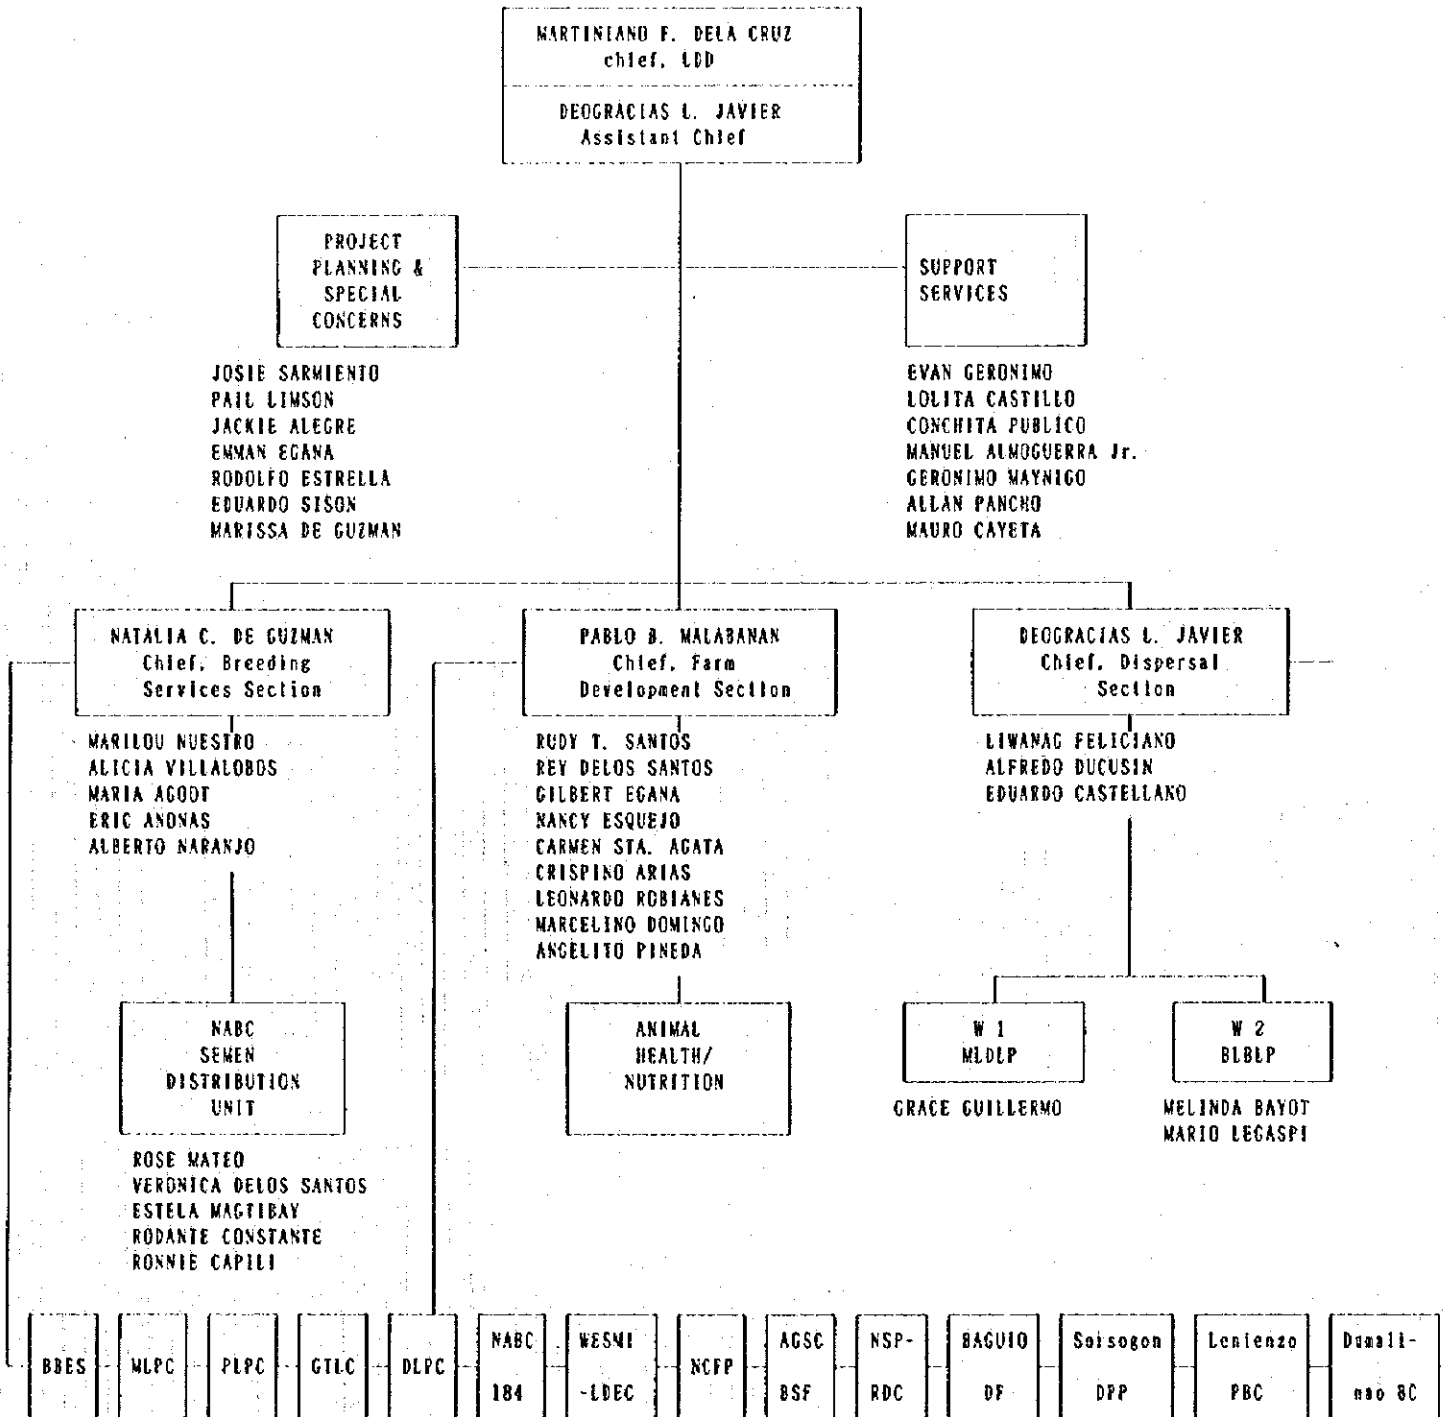 MARTINIANO F. DELA CRUZ
chief, LDD
DEOGRACIAS L. JAVIER
Assistant Chief
PROJECT
PLANNING &
SPECIAL
CONCERNS
SUPPORT
SERVICES
JOSIE SARMIENTO
PAIL LIMSON
JACKIE ALEGRE
EMMAN EGANA
RODOLFO ESTRELLA
EDUARDO SISON
MARISSA DE GUZMAN
EVAN GERONIMO
LOLITA CASTILLO
CONCHITA PUBLICO
MANUEL ALMOGUERRA Jr.
GERONIMO MAYNIGO
ALLAN PANCHO
MAURO CAYETA
NATALIA C. DE GUZMAN
Chief, Breeding
Services Section
PABLO B. MALABANAN
Chief, Farm
Development Section
DEOGRACIAS L. JAVIER
Chief, Dispersal
Section
MARILOU NUESTRO
ALICIA VILLALOBOS
MARIA AGOOT
ERIC ANONAS
ALBERTO NARANJO
RUDY T. SANTOS
REY DELOS SANTOS
GILBERT EGANA
NANCY ESQUEJO
CARMEN STA. AGATA
CRISPINO ARIAS
LEONARDO ROBIANES
MARCELINO DOMINGO
ANGELITO PINEDA
LIWANAG FELICIANO
ALFREDO DUCUSIN
EDUARDO CASTELLANO
NABC
SEMEN
DISTRIBUTION
UNIT
ANIMAL
HEALTH/
NUTRITION
W 1
MLDLP
W 2
BLBLP
GRACE GUILLERMO
MELINDA BAYOT
MARIO LEGASPI
ROSE MATEO
VERONICA DELOS SANTOS
ESTELA MAGTIBAY
RODANTE CONSTANTE
RONNIE CAPILI
BBES
MLPC
PLPC
GTLC
DLPC
NABC
184
WESMI
-LDEC
NCFP
AGSC
BSF
NSP-
RDC
BAGUIO
DF
Sorsogon
DPP
PBC
Dumali-
nao BC